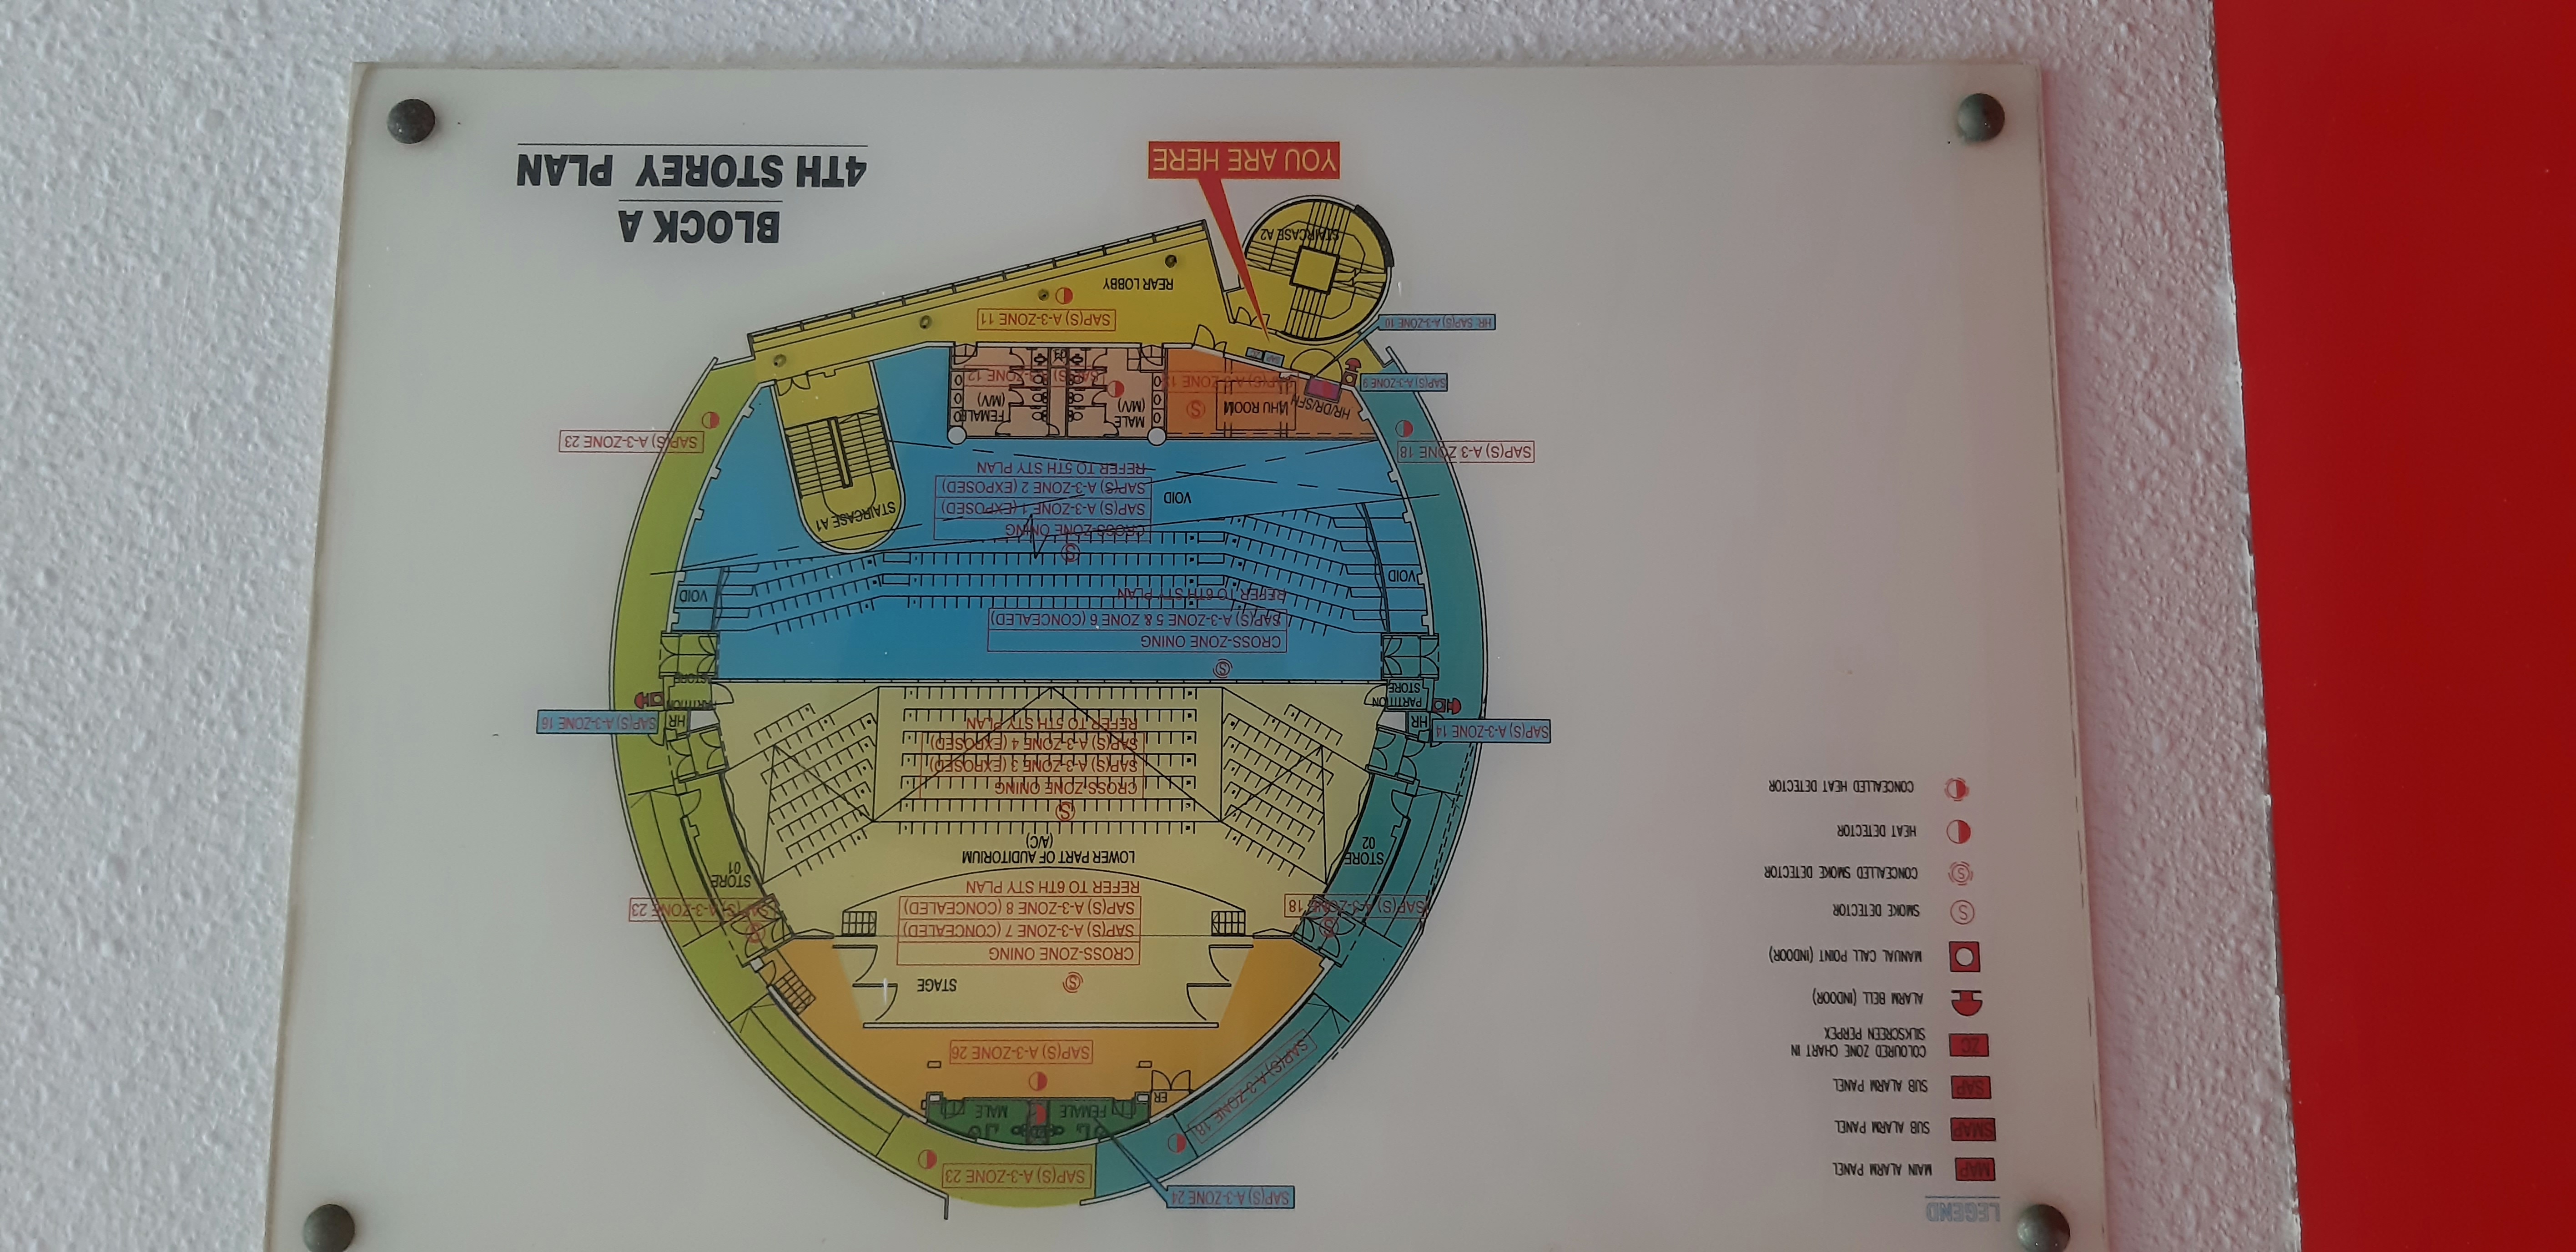 LEGEND
MAP MAIN ALARM PANEL
SMAP SUB ALARM PANEL
SAP SUB ALARM PANEL
ZC COLOURED ZONE CHART IN
SILKSCREEN PERPEX
ALARM BELL (INDOOR)
MANUAL CALL POINT (INDOOR)
S SMOKE DETECTOR
S CONCEALLED SMOKE DETECTOR
HEAT DETECTOR
CONCEALLED HEAT DETECTOR
SAP(S) A-3-ZONE 24
SAP(S) A-3-ZONE 23
SAP(S) A-3-ZONE 18
FEMALE
MALE
ER
SAP(S) A-3-ZONE 26
S
STAGE
CROSS-ZONE ONING
SAP(S) A-3-ZONE 7 (CONCEALED)
SAP(S) A-3-ZONE 8 (CONCEALED)
REFER TO 6TH STY PLAN
S
SAP(S) A-3-ZONE 18
S
SAP(S) A-3-ZONE 23
STORE
02
STORE
01
LOWER PART OF AUDITORIUM
(A/C)
S
CROSS-ZONE ONING
SAP(S) A-3-ZONE 3 (EXPOSED)
SAP(S) A-3-ZONE 4 (EXPOSED)
REFER TO 5TH STY PLAN
SAP(S) A-3-ZONE 14
HR
PARTITION
STORE
HR
SAP(S) A-3-ZONE 16
PARTITION
STORE
S
CROSS-ZONE ONING
SAP(S) A-3-ZONE 5 & ZONE 6 (CONCEALED)
REFER TO 6TH STY PLAN
VOID
VOID
S
CROSS-ZONE ONING
SAP(S) A-3-ZONE 1 (EXPOSED)
SAP(S) A-3-ZONE 2 (EXPOSED)
REFER TO 5TH STY PLAN
VOID
STAIRCASE A1
SAP(S) A-3 ZONE 18
SAP(S) A-3-ZONE 23
HR/DR/SFH
AHU ROOM
S
MALE
(M/V)
FEMALE
(M/V)
SAP(S) A-3-ZONE 9
SAP(S) A-3-ZONE 12
HR: SAP(S) A-3-ZONE 10
SAP(S) A-3-ZONE 11
REAR LOBBY
STAIRCASE A2
YOU ARE HERE
BLOCK A
4TH STOREY PLAN